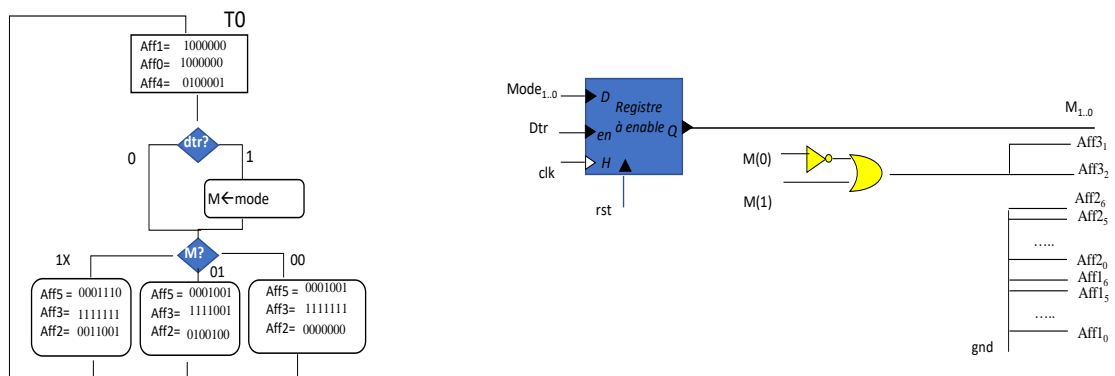 T0
Aff1= 1000000
Aff0= 1000000
Aff4= 0100001
dtr?
0
1
M←mode
M?
1X
01
00
Aff5 = 0001110
Aff3= 1111111
Aff2= 0011001
Aff5 = 0001001
Aff3= 1111001
Aff2= 0100100
Aff5 = 0001001
Aff3= 1111111
Aff2= 0000000
Mode1..0
D
Registre
Dtr
en
à enable
Q
clk
H
rst
M1..0
M(0)
M(1)
Aff31
Aff32
Aff26
Aff25
.....
Aff20
Aff16
Aff15
.....
Aff10
gnd